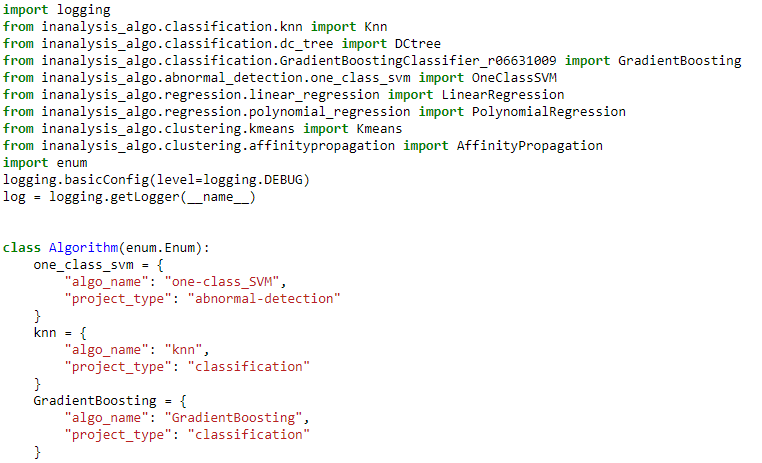 import logging
from inanalysis_algo.classification.knn import Knn
from inanalysis_algo.classification.dc_tree import DCtree
from inanalysis_algo.classification.GradientBoostingClassifier_r06631009 import GradientBoosting
from inanalysis_algo.abnormal_detection.one_class_svm import OneClassSVM
from inanalysis_algo.regression.linear_regression import LinearRegression
from inanalysis_algo.regression.polynomial_regression import PolynomialRegression
from inanalysis_algo.clustering.kmeans import Kmeans
from inanalysis_algo.clustering.affinitypropagation import AffinityPropagation
import enum
logging.basicConfig(level=logging.DEBUG)
log = logging.getLogger(__name__)
class Algorithm(enum.Enum):
    one_class_svm = {
        "algo_name": "one-class_SVM",
        "project_type": "abnormal-detection"
    }
    knn = {
        "algo_name": "knn",
        "project_type": "classification"
    }
    GradientBoosting = {
        "algo_name": "GradientBoosting",
        "project_type": "classification"
    }